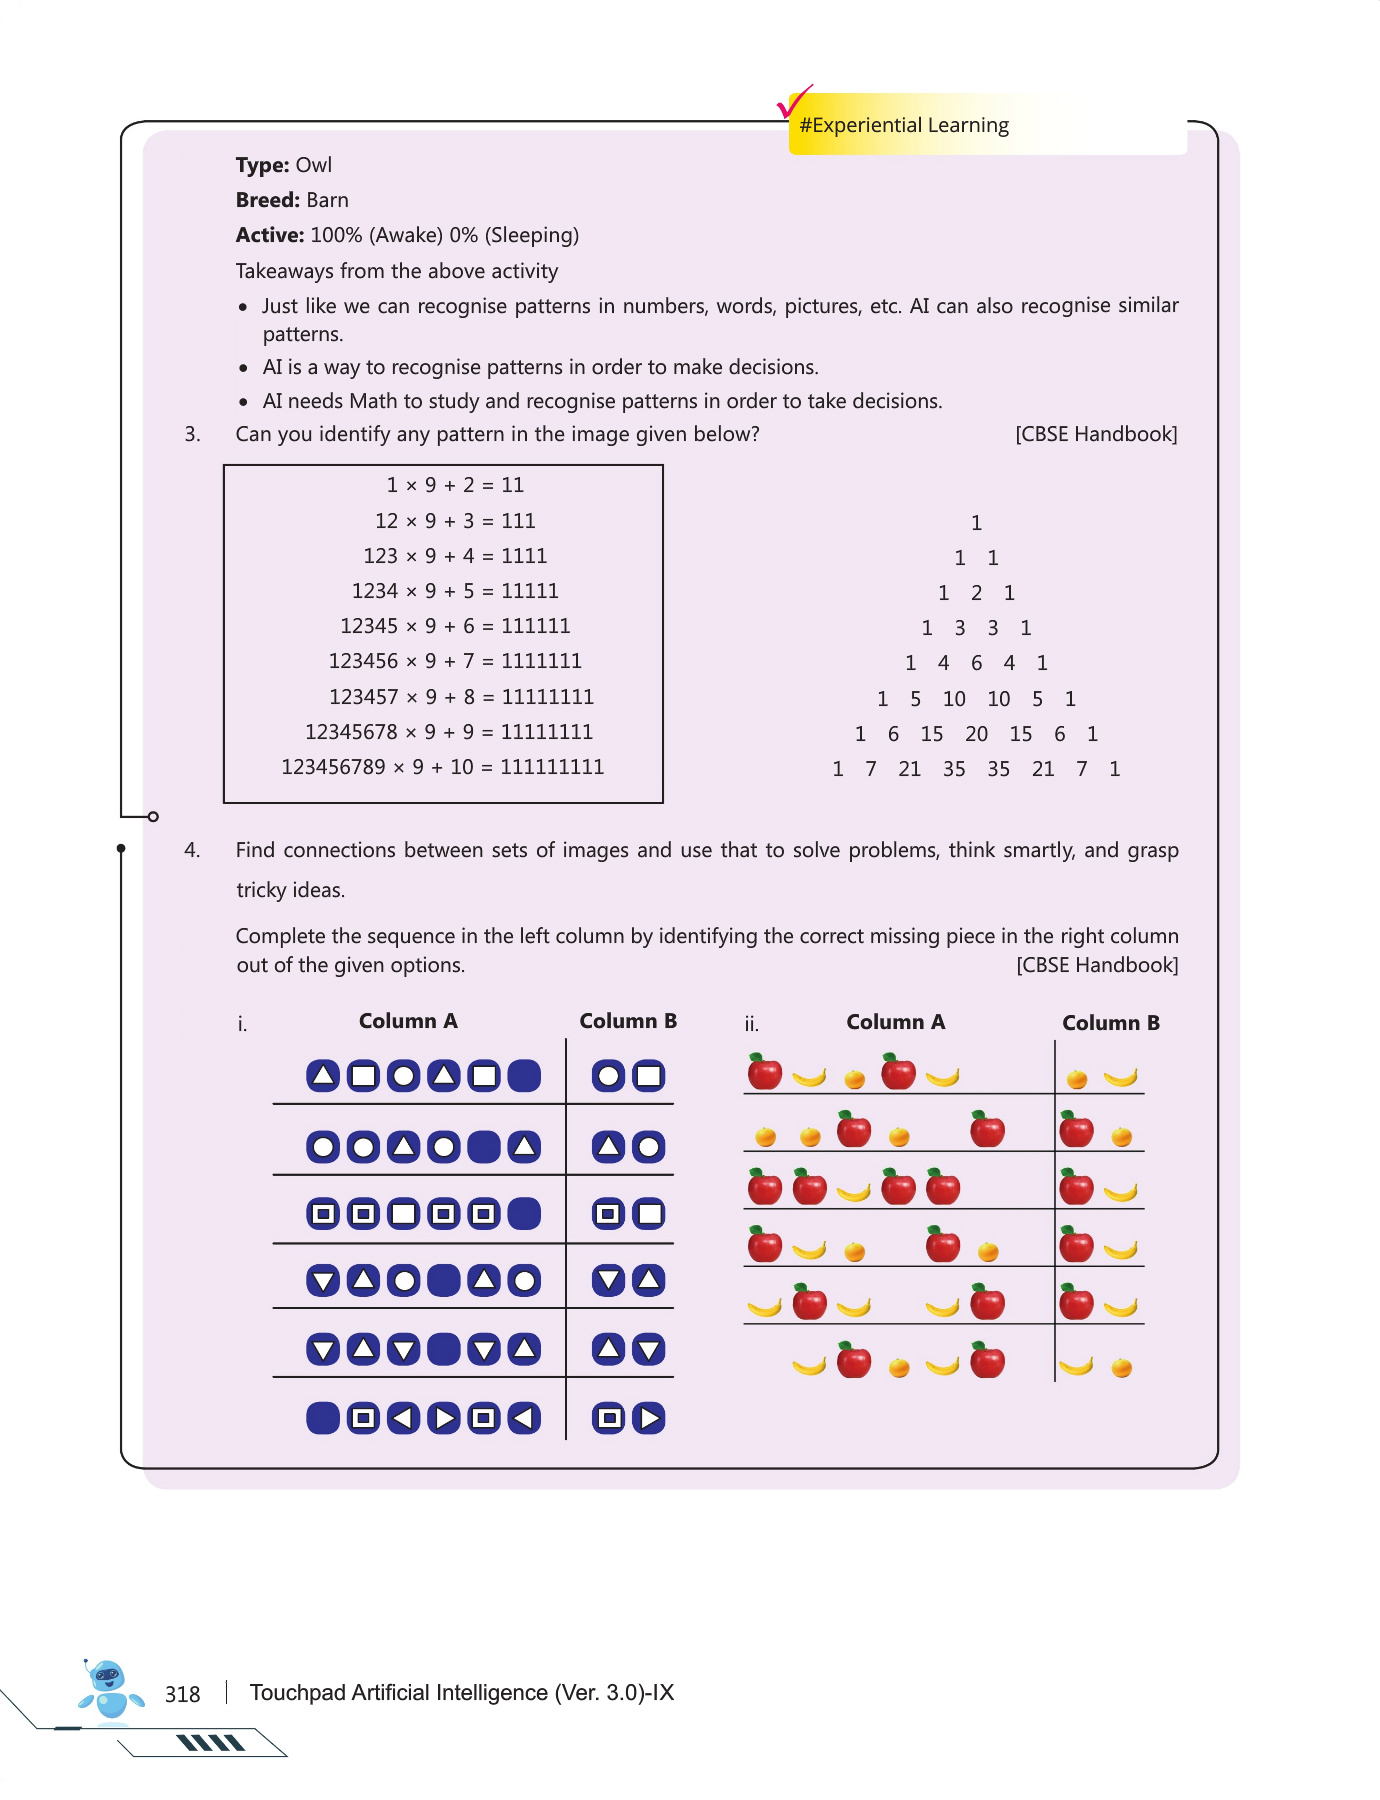 #Experiential Learning
Type: Owl
Breed: Barn
Active: 100% (Awake) 0% (Sleeping)
Takeaways from the above activity
• Just like we can recognise patterns in numbers, words, pictures, etc. AI can also recognise similar
patterns.
• AI is a way to recognise patterns in order to make decisions.
• AI needs Math to study and recognise patterns in order to take decisions.
3. Can you identify any pattern in the image given below? [CBSE Handbook]
1 × 9 + 2 = 11
12 × 9 + 3 = 111
123 × 9 + 4 = 1111
1234 × 9 + 5 = 11111
12345 × 9 + 6 = 111111
123456 × 9 + 7 = 1111111
123457 × 9 + 8 = 11111111
12345678 × 9 + 9 = 11111111
123456789 × 9 + 10 = 111111111
1
1 1
1 2 1
1 3 3 1
1 4 6 4 1
1 5 10 10 5 1
1 6 15 20 15 6 1
1 7 21 35 35 21 7 1
4. Find connections between sets of images and use that to solve problems, think smartly, and grasp
tricky ideas.
Complete the sequence in the left column by identifying the correct missing piece in the right column
out of the given options. [CBSE Handbook]
i. Column A Column B
ii. Column A Column B
318 | Touchpad Artificial Intelligence (Ver. 3.0)-IX